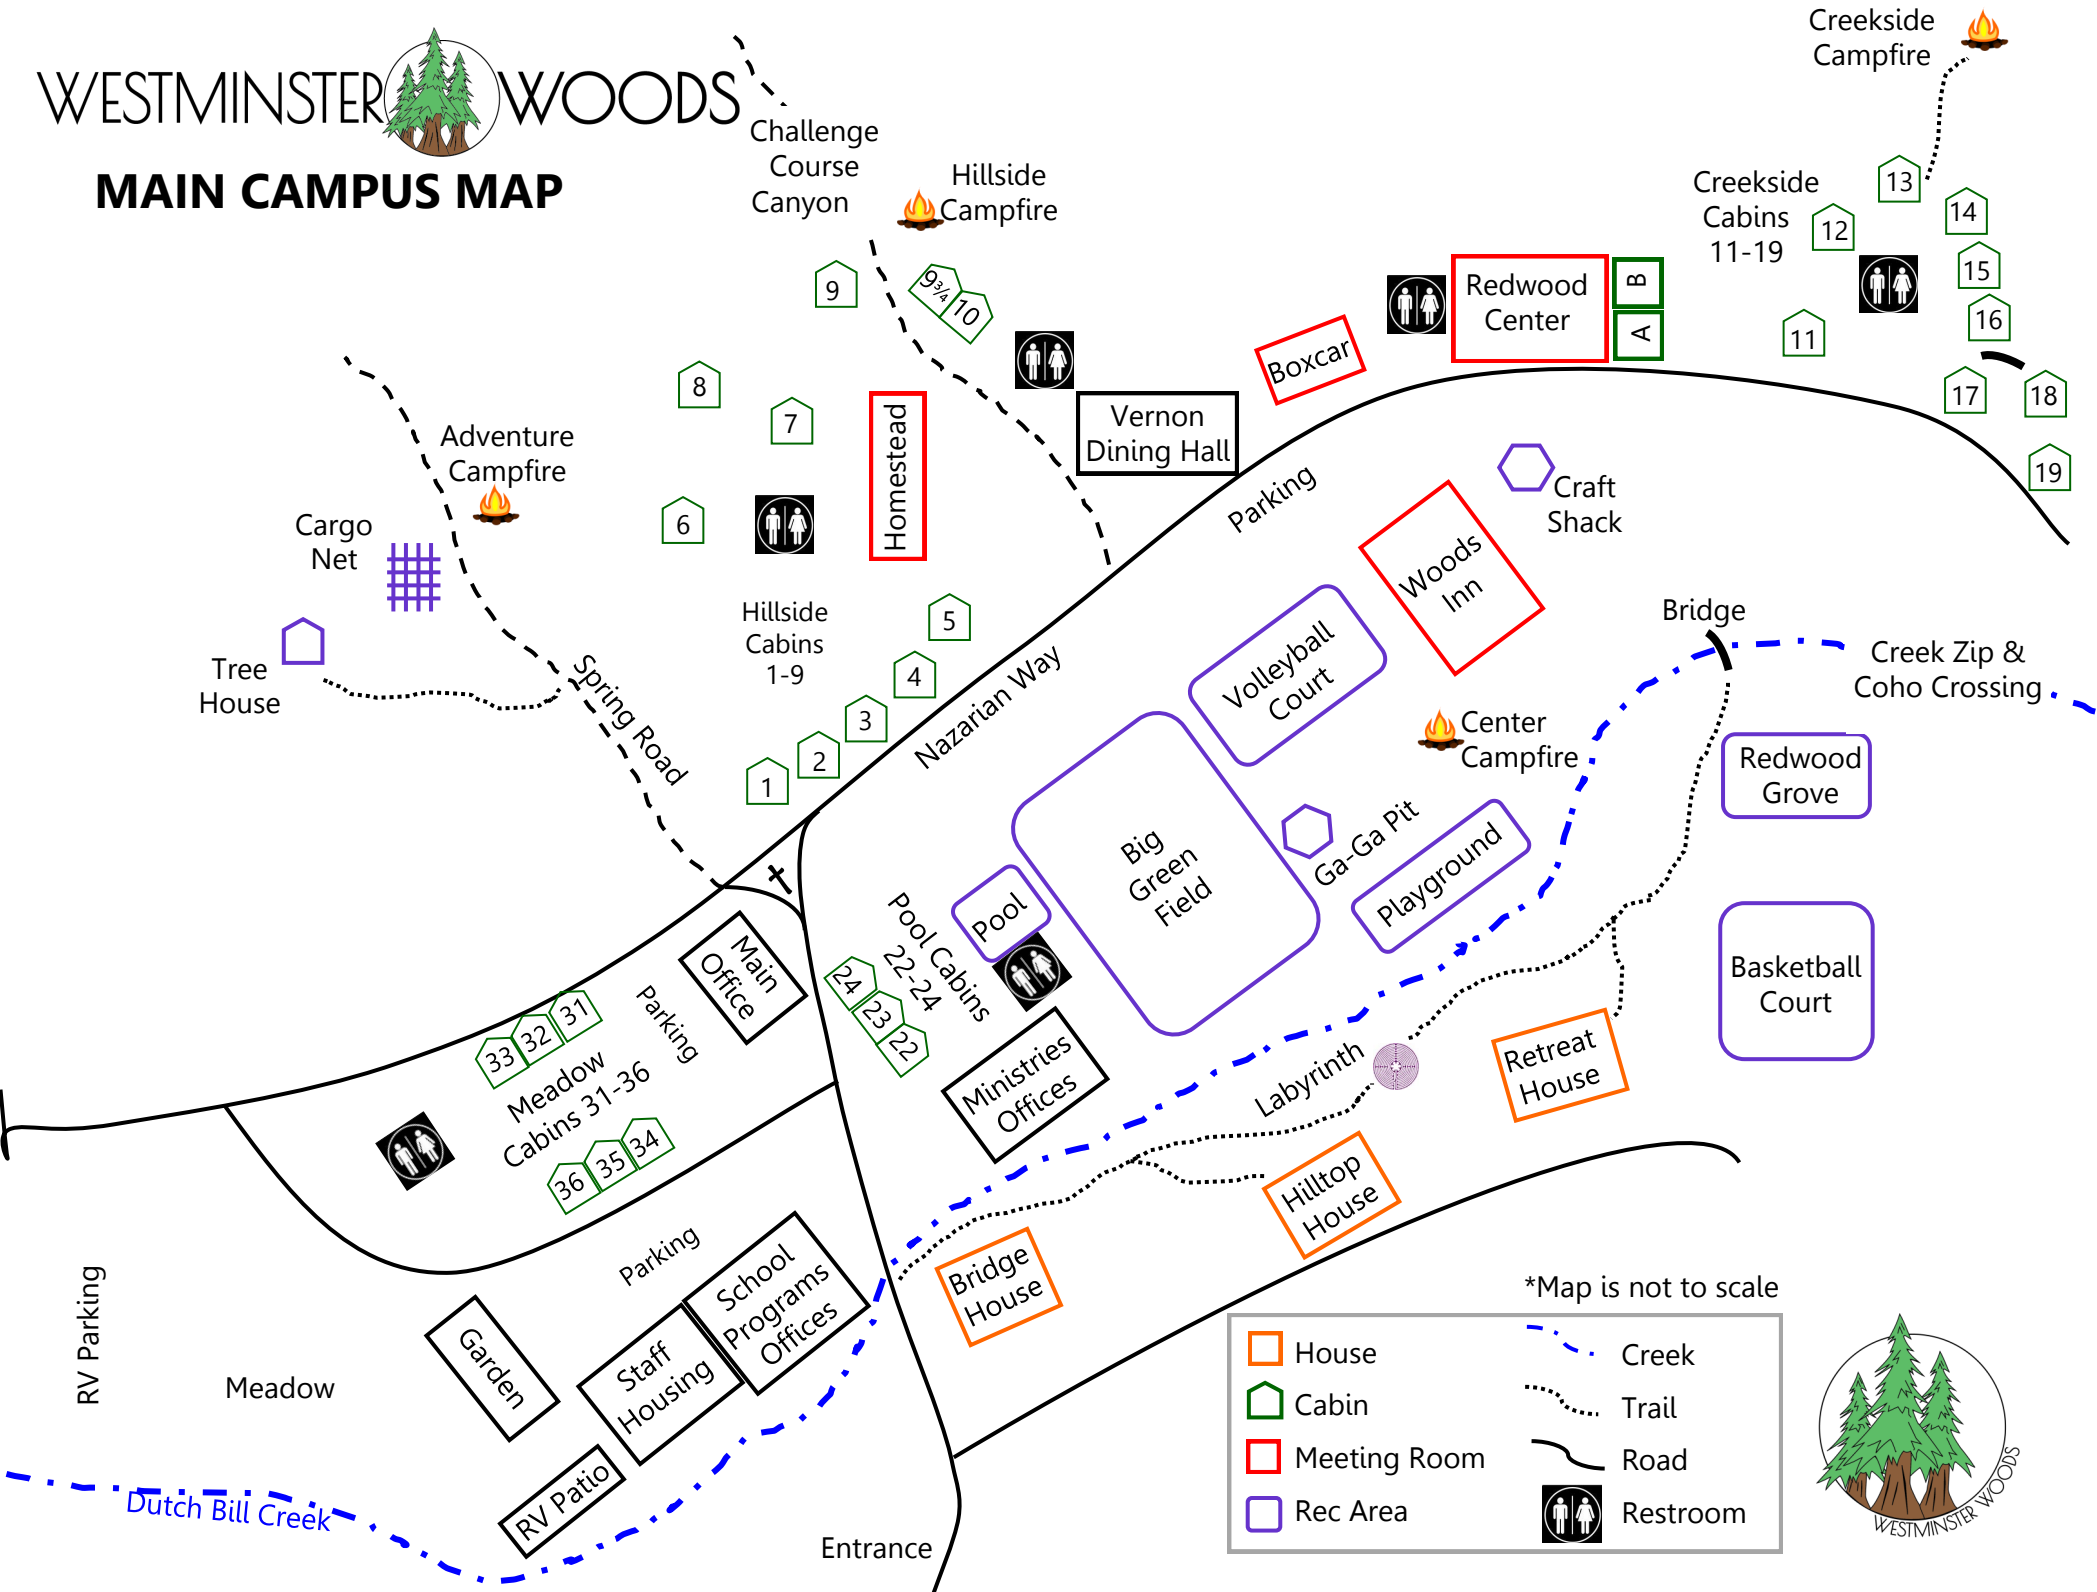 WESTMINSTER WOODS
MAIN CAMPUS MAP
Challenge
Course
Canyon
Hillside
Campfire
Creekside
Campfire
Creekside
Cabins
11-19
13
14
12
15
16
11
17
18
19
9
9¾
10
8
7
6
Homestead
Vernon
Dining Hall
Boxcar
Redwood
Center
B
A
Adventure
Campfire
Cargo
Net
Tree
House
Spring Road
Hillside
Cabins
1-9
5
4
3
2
1
Nazarian Way
Parking
Craft
Shack
Woods
Inn
Volleyball
Court
Bridge
Creek Zip &
Coho Crossing
Center
Campfire
Redwood
Grove
Big
Green
Field
Ga-Ga Pit
Playground
Pool
Pool Cabins
22-24
24
23
22
Main
Office
Parking
Basketball
Court
31
32
33
Meadow
Cabins 31-36
34
35
36
Ministries
Offices
Labyrinth
Retreat
House
Hilltop
House
Bridge
House
Parking
School
Programs
Offices
Staff
Housing
Garden
RV Patio
RV Parking
Meadow
Dutch Bill Creek
Entrance
*Map is not to scale
House
Cabin
Meeting Room
Rec Area
Creek
Trail
Road
Restroom
WESTMINSTER WOODS